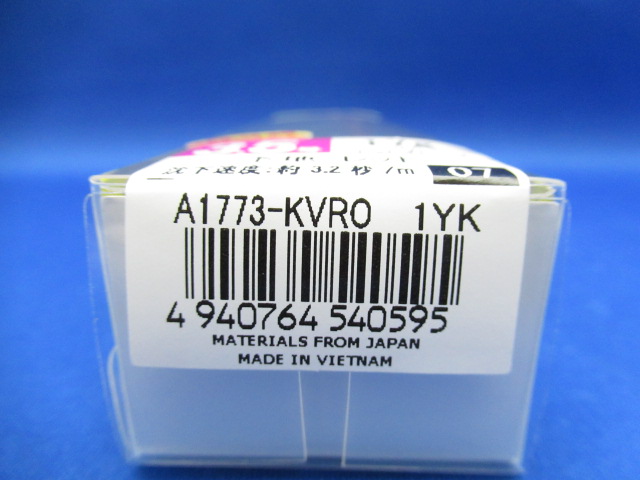 沈下速度:約3.2秒/m 07
A1773-KVRO 1YK
4 940764 540595
MATERIALS FROM JAPAN
MADE IN VIETNAM